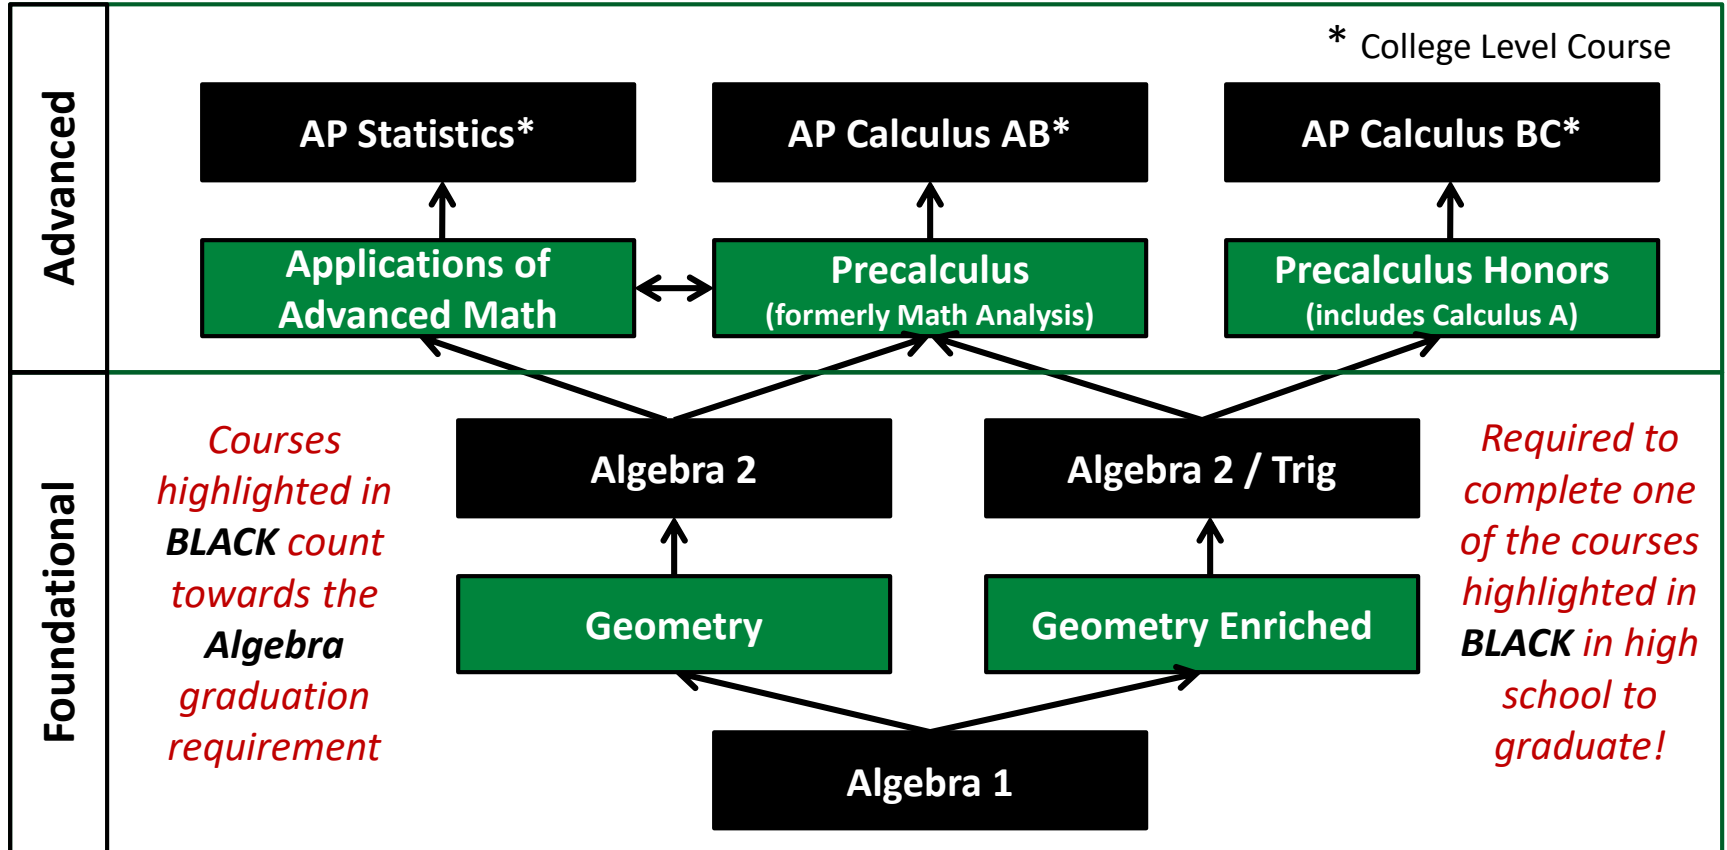 Advanced
* College Level Course
AP Statistics*
AP Calculus AB*
AP Calculus BC*
Applications of
Advanced Math
Precalculus
(formerly Math Analysis)
Precalculus Honors
(includes Calculus A)
Foundational
Courses
highlighted in
BLACK count
towards the
Algebra
graduation
requirement
Algebra 2
Algebra 2 / Trig
Geometry
Geometry Enriched
Algebra 1
Required to
complete one
of the courses
highlighted in
BLACK in high
school to
graduate!